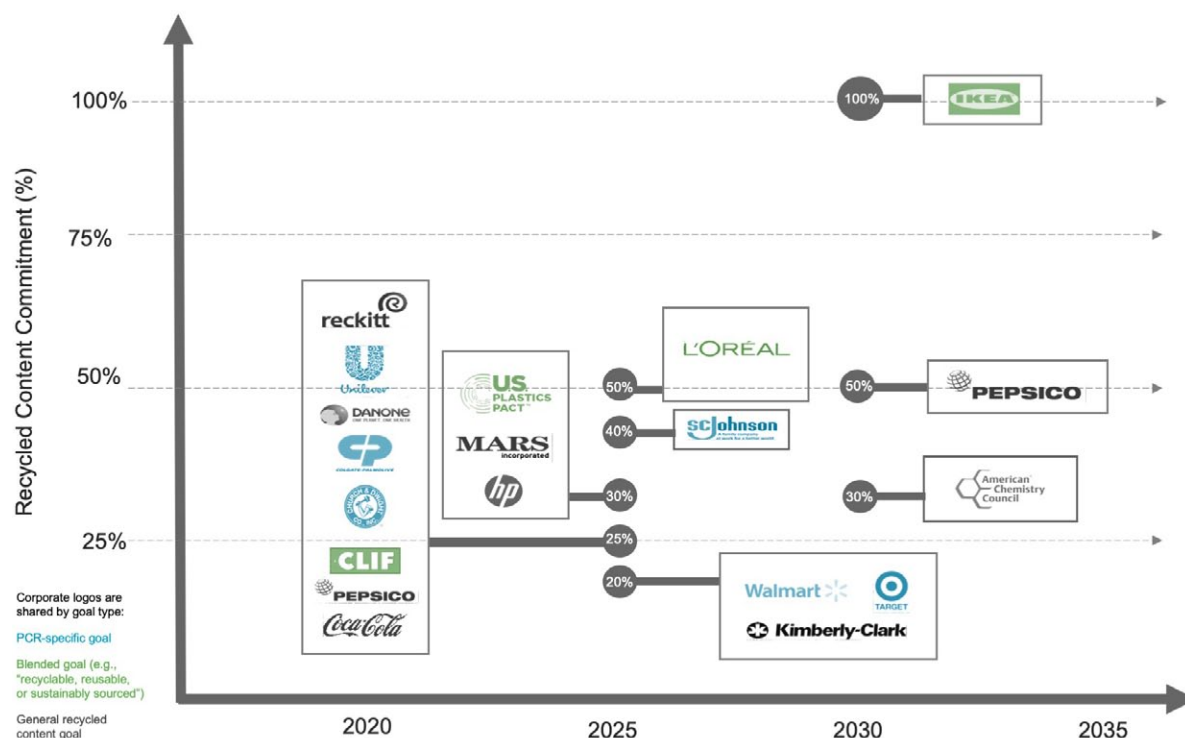 Recycled Content Commitment (%)
100%
75%
50%
25%
100%
IKEA
reckitt
Unilever
DANONE
ONE PLANET. ONE HEALTH
COLGATE-PALMOLIVE
CHURCH & DWIGHT
CO., INC.
CLIF
PEPSICO
Coca-Cola
U.S.
PLASTICS
PACT
MARS
incorporated
hp
L'ORÉAL
50%
SC Johnson
A family company
at work for a better world
40%
30%
25%
20%
Walmart
TARGET
Kimberly-Clark
50%
PEPSICO
30%
American
Chemistry
Council
Corporate logos are
shared by goal type:
PCR-specific goal
Blended goal (e.g.,
“recyclable, reusable,
or sustainably sourced”)
General recycled
content goal
2020
2025
2030
2035